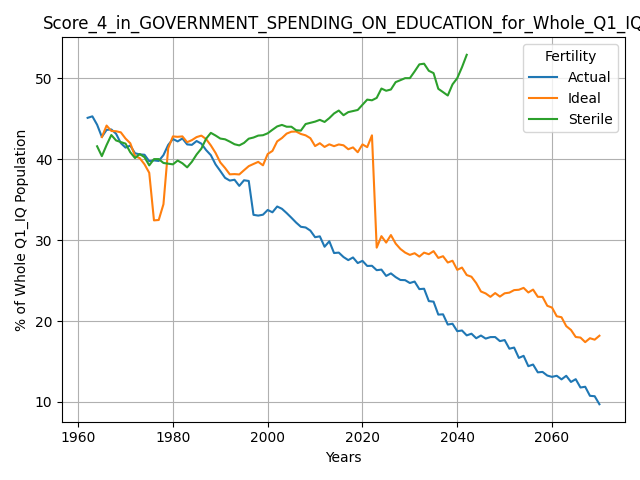 Score_4_in_GOVERNMENT_SPENDING_ON_EDUCATION_for_Whole_Q1_IQ
Fertility
Actual
Ideal
Sterile
% of Whole Q1_IQ Population
50
40
30
20
10
1960 1980 2000 2020 2040 2060
Years